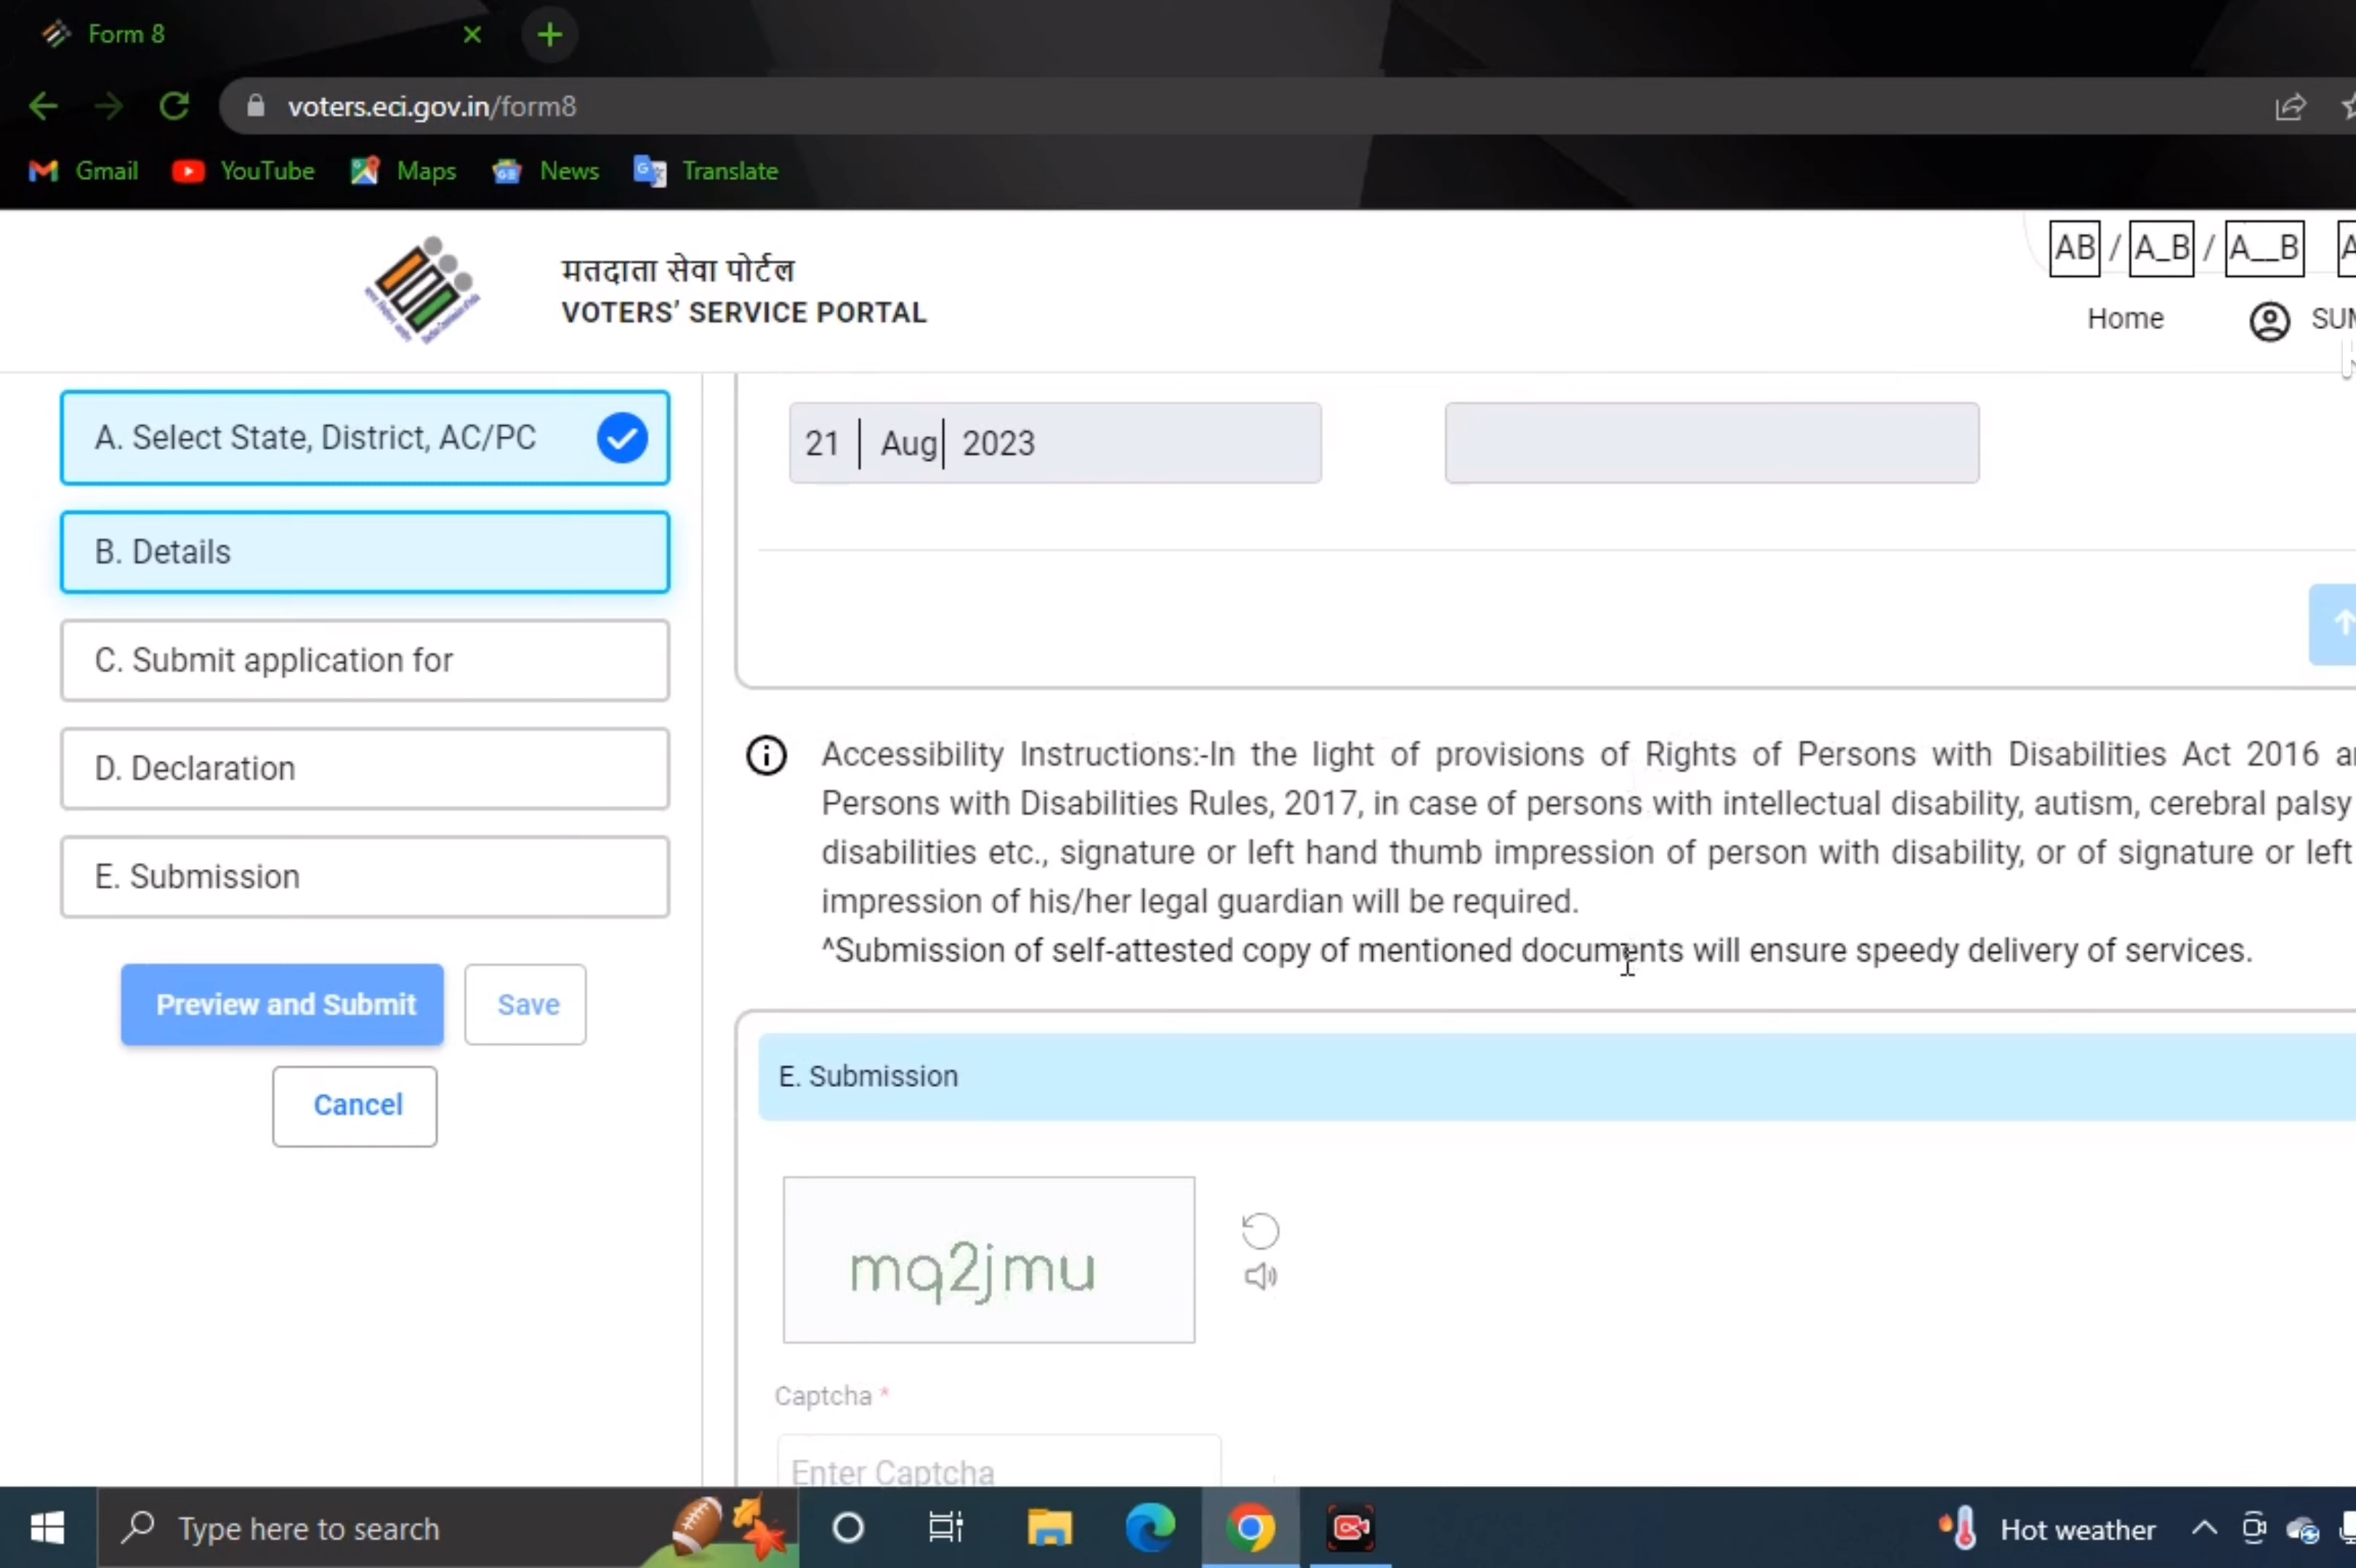 Form 8
voters.eci.gov.in/form8
Gmail YouTube Maps News Translate
मतदाता सेवा पोर्टल
VOTERS' SERVICE PORTAL
AB / A_B / A__B
Home
A. Select State, District, AC/PC
B. Details
C. Submit application for
D. Declaration
E. Submission
Preview and Submit
Save
Cancel
21 Aug 2023
Accessibility Instructions:-In the light of provisions of Rights of Persons with Disabilities Act 2016
Persons with Disabilities Rules, 2017, in case of persons with intellectual disability, autism, cerebral palsy
disabilities etc., signature or left hand thumb impression of person with disability, or of signature or left
impression of his/her legal guardian will be required.
^Submission of self-attested copy of mentioned documents will ensure speedy delivery of services.
E. Submission
mq2jmu
Captcha *
Enter Captcha
Type here to search
Hot weather